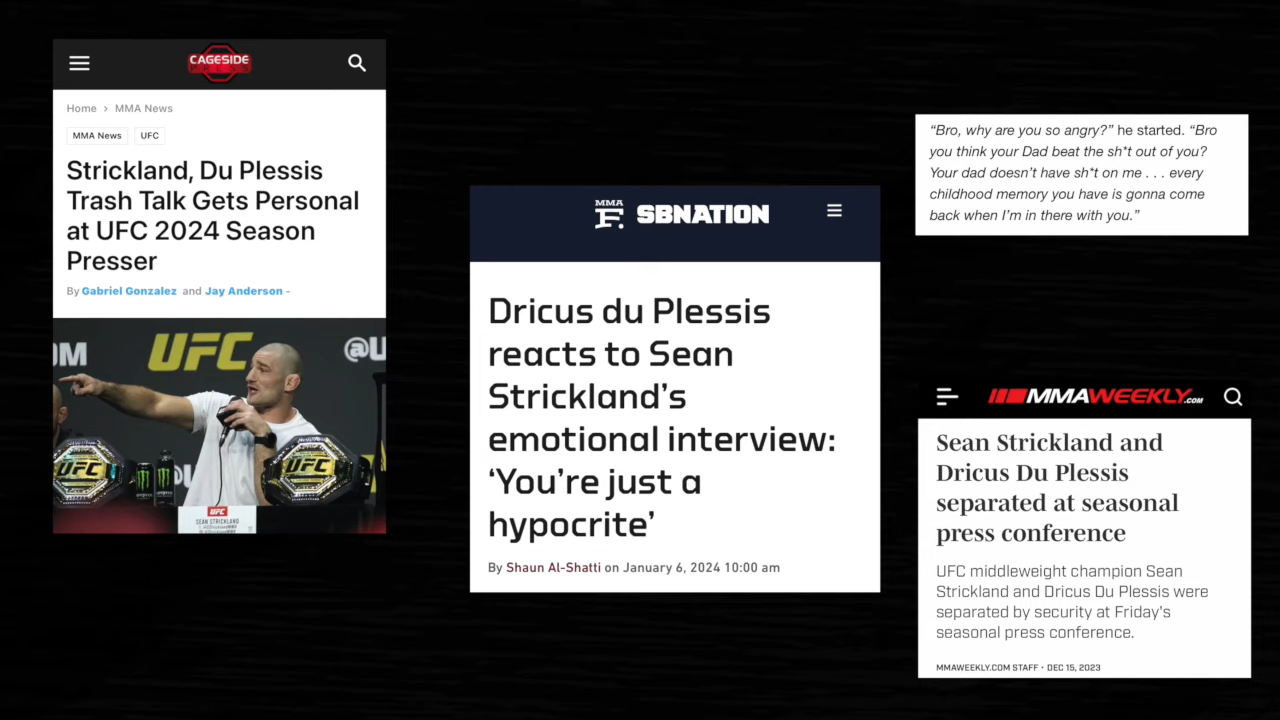 CAGESIDE
PRESS
Home > MMA News
MMA News UFC
Strickland, Du Plessis
Trash Talk Gets Personal
at UFC 2024 Season
Presser
By Gabriel Gonzalez and Jay Anderson -
OM UFC @U
UFC UFC
UFC
SEAN STRICKLAND
MMA
F.
SBNATION
Dricus du Plessis
reacts to Sean
Strickland’s
emotional interview:
‘You’re just a
hypocrite’
By Shaun Al-Shatti on January 6, 2024 10:00 am
“Bro, why are you so angry?” he started. “Bro
you think your Dad beat the sh*t out of you?
Your dad doesn’t have sh*t on me . . . every
childhood memory you have is gonna come
back when I’m in there with you.”
MMAWEEKLY.COM
Sean Strickland and
Dricus Du Plessis
separated at seasonal
press conference
UFC middleweight champion Sean
Strickland and Dricus Du Plessis were
separated by security at Friday's
seasonal press conference.
MMAWEEKLY.COM STAFF • DEC 15, 2023